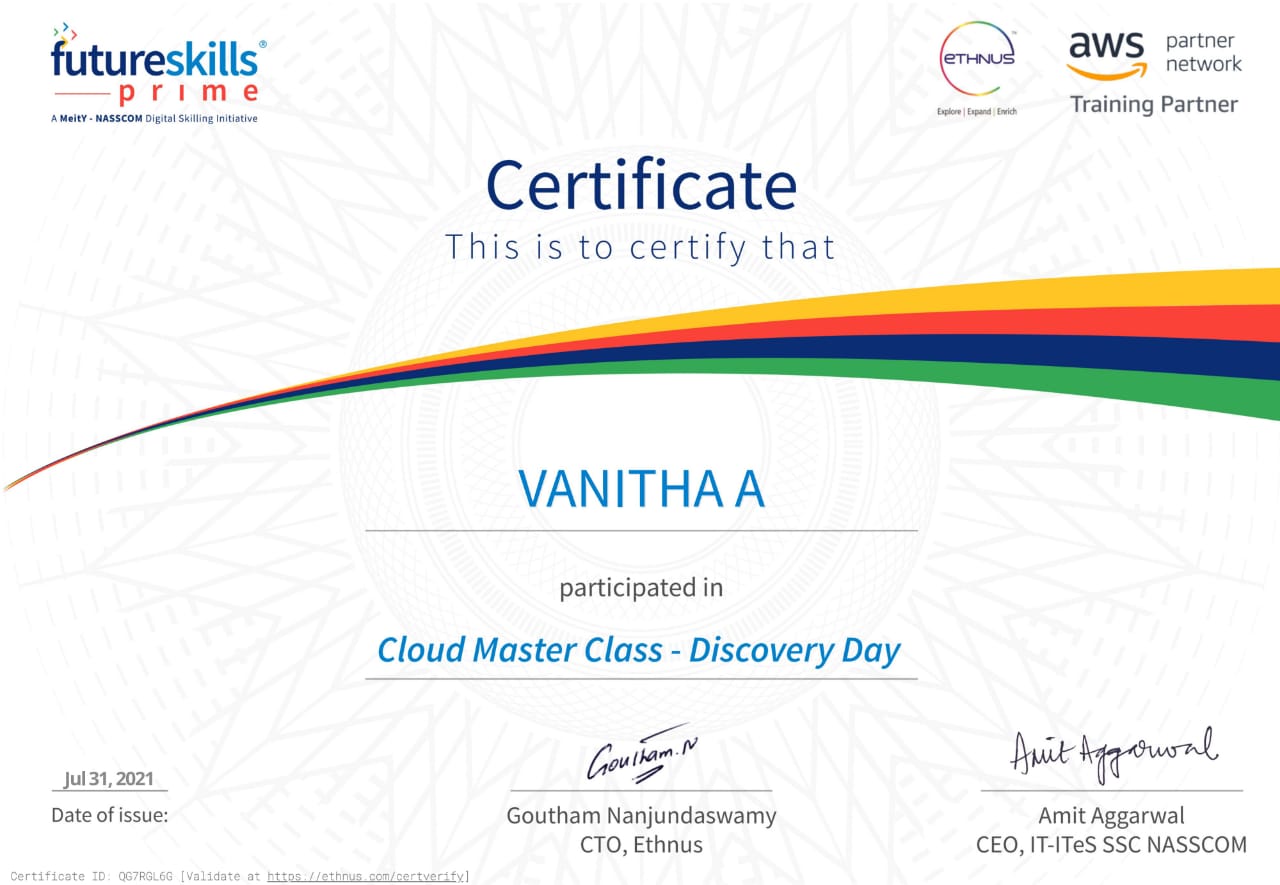 futureskills®
prime
A MeitY - NASSCOM Digital Skilling Initiative
ETHNUS™
Explore | Expand | Enrich
aws partner network
Training Partner
Certificate
This is to certify that
VANITHA A
participated in
Cloud Master Class - Discovery Day
Jul 31, 2021
Date of issue:
Goutham.N
Goutham Nanjundaswamy
CTO, Ethnus
Amit Aggarwal
Amit Aggarwal
CEO, IT-ITeS SSC NASSCOM
Certificate ID: QG7RGL6G [Validate at https://ethnus.com/certverify]